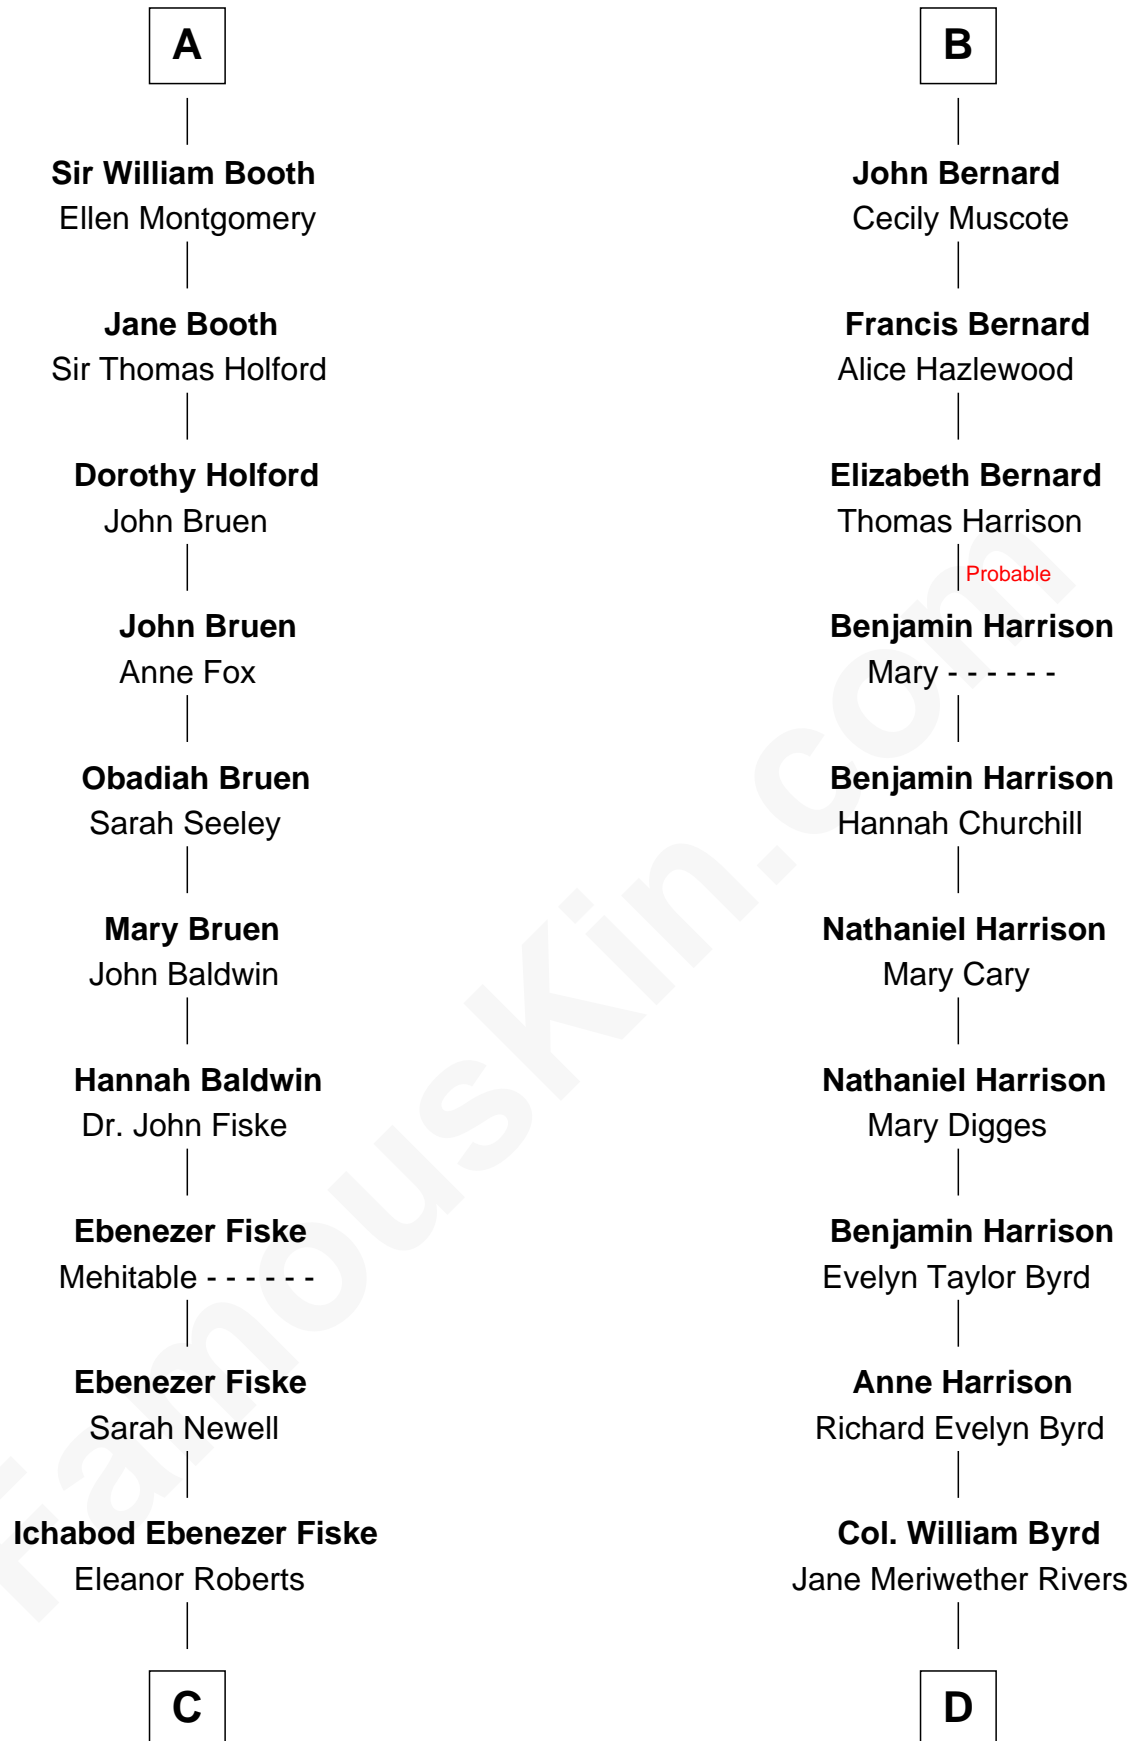 A
Sir William Booth
Ellen Montgomery
Jane Booth
Sir Thomas Holford
Dorothy Holford
John Bruen
John Bruen
Anne Fox
Obadiah Bruen
Sarah Seeley
Mary Bruen
John Baldwin
Hannah Baldwin
Dr. John Fiske
Ebenezer Fiske
Mehitable - - - - - -
Ebenezer Fiske
Sarah Newell
Ichabod Ebenezer Fiske
Eleanor Roberts
C
B
John Bernard
Cecily Muscote
Francis Bernard
Alice Hazlewood
Elizabeth Bernard
Thomas Harrison
Probable
Benjamin Harrison
Mary - - - - - -
Benjamin Harrison
Hannah Churchill
Nathaniel Harrison
Mary Cary
Nathaniel Harrison
Mary Digges
Benjamin Harrison
Evelyn Taylor Byrd
Anne Harrison
Richard Evelyn Byrd
Col. William Byrd
Jane Meriwether Rivers
D
FamousKin.com